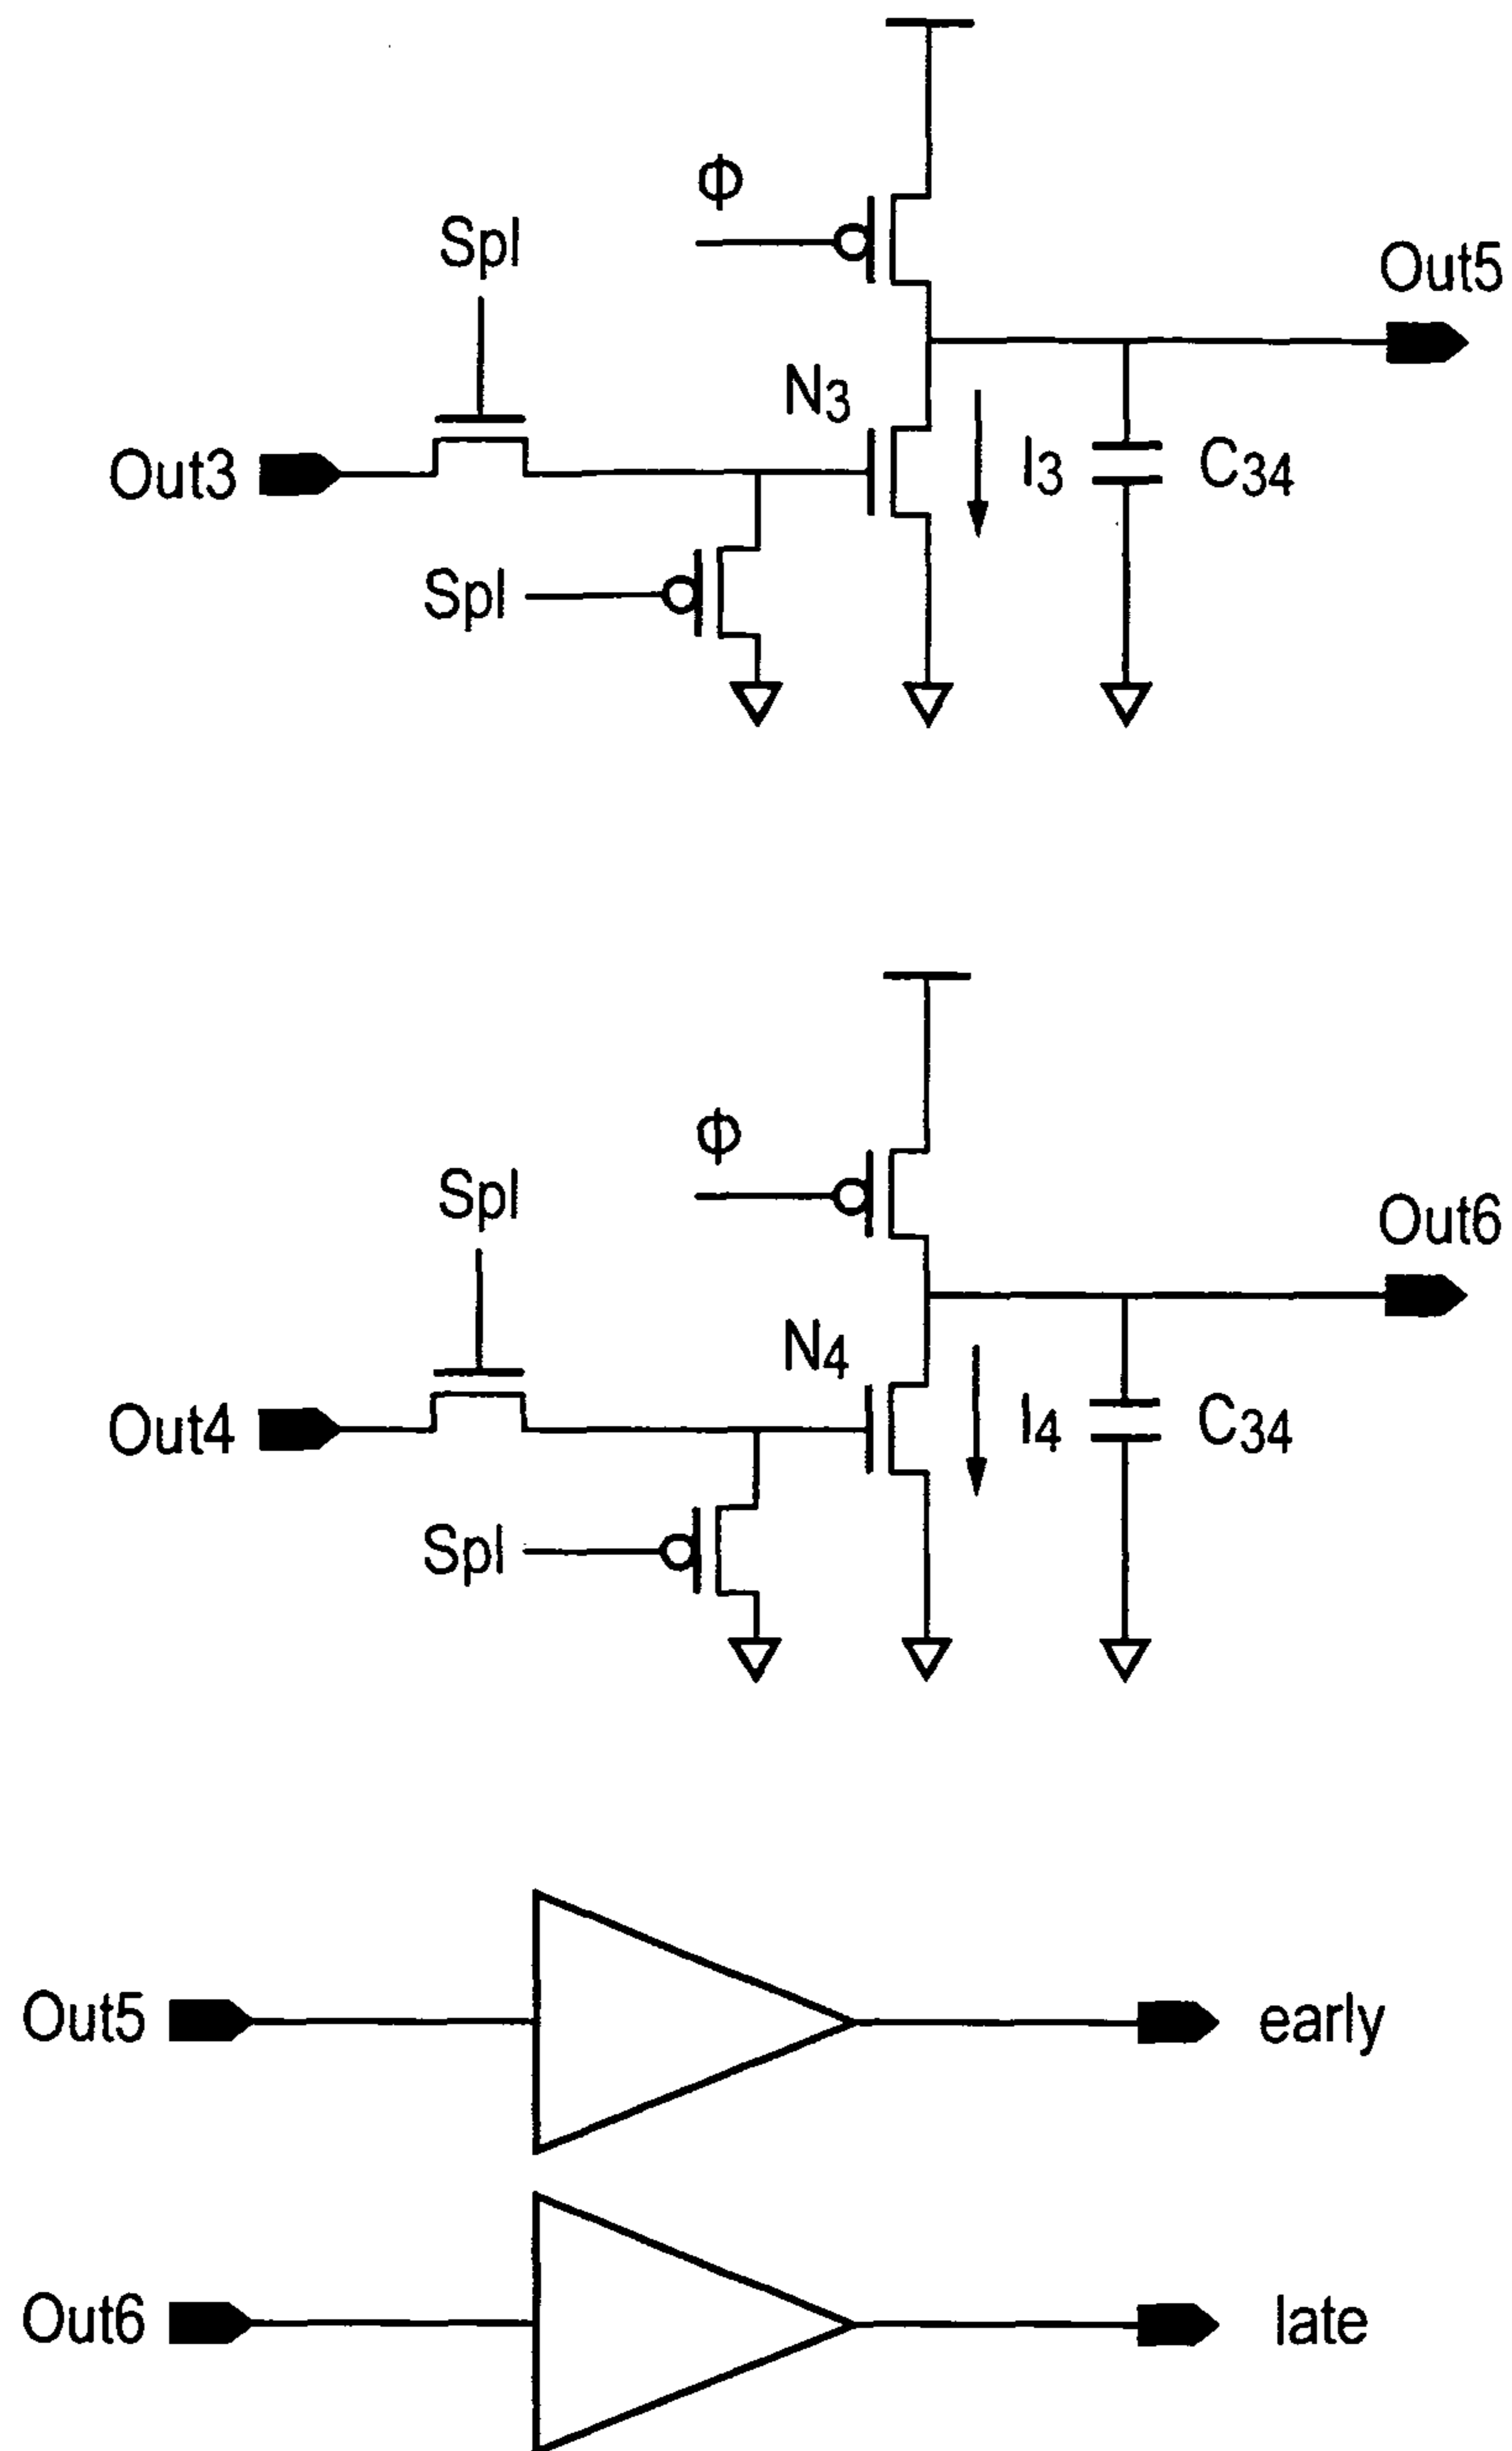 Φ
Spl
Out5
N3
Out3
I3
C34
Spl
Φ
Spl
Out6
N4
Out4
I4
C34
Spl
Out5
early
Out6
late